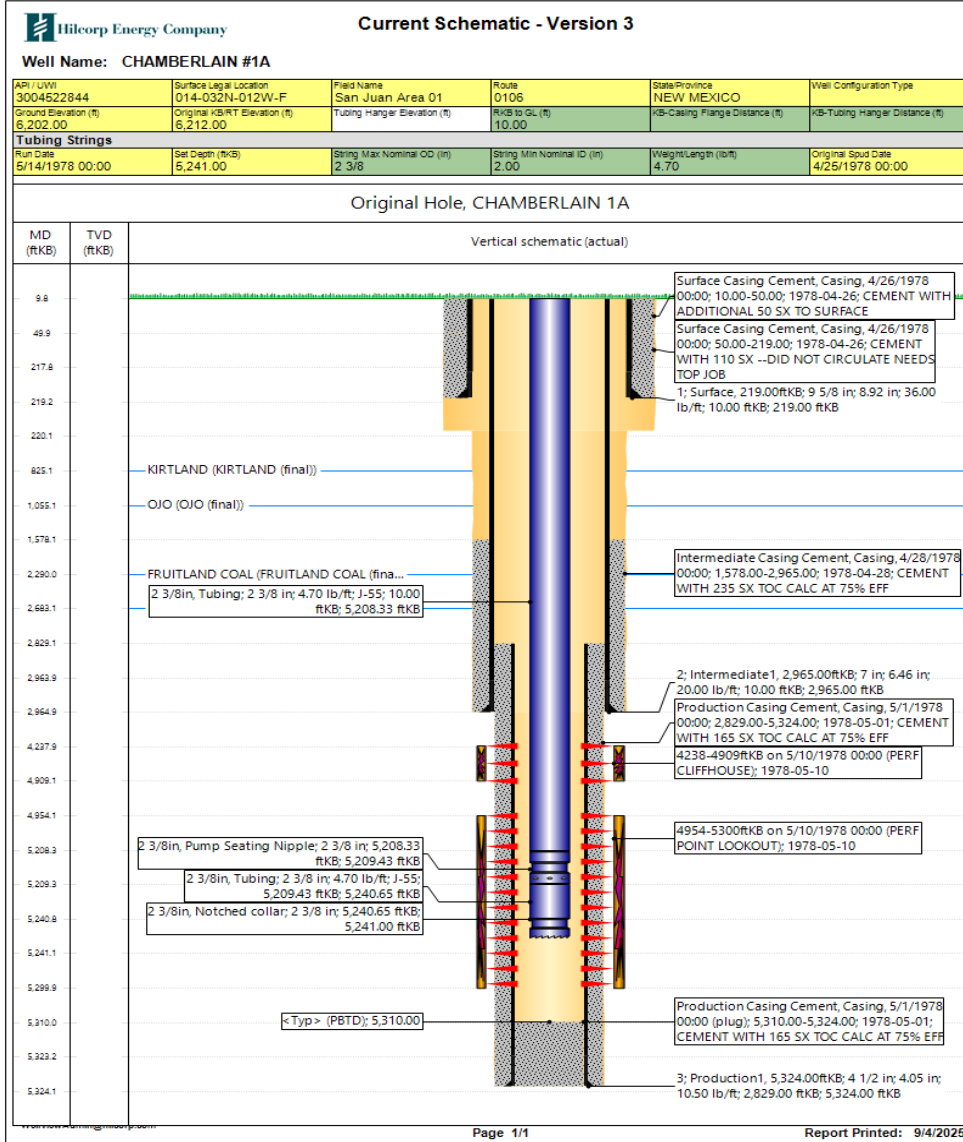 Hilcorp Energy Company
Current Schematic - Version 3
Well Name: CHAMBERLAIN #1A
API / UWI
3004522844
Surface Legal Location
014-032N-012W-F
Field Name
San Juan Area 01
Route
0106
State/Province
NEW MEXICO
Well Configuration Type
Ground Elevation (ft)
6,202.00
Original KB/RT Elevation (ft)
6,212.00
Tubing Hanger Elevation (ft)
RKB to GL (ft)
10.00
KB-Casing Flange Distance (ft)
KB-Tubing Hanger Distance (ft)
Tubing Strings
Run Date
5/14/1978 00:00
Set Depth (ftKB)
5,241.00
String Max Nominal OD (in)
2 3/8
String Min Nominal ID (in)
2.00
Weight/Length (lb/ft)
4.70
Original Spud Date
4/25/1978 00:00
Original Hole, CHAMBERLAIN 1A
MD
(ftKB)
TVD
(ftKB)
Vertical schematic (actual)
9.8
49.9
217.8
219.2
220.1
825.1
1,055.1
1,578.1
2,290.0
2,683.1
2,829.1
2,963.9
2,964.9
4,237.9
4,909.1
4,954.1
5,208.3
5,209.3
5,240.8
5,241.1
5,299.9
5,310.0
5,323.2
5,324.1
Surface Casing Cement, Casing, 4/26/1978
00:00; 10.00-50.00; 1978-04-26; CEMENT WITH
ADDITIONAL 50 SX TO SURFACE
Surface Casing Cement, Casing, 4/26/1978
00:00; 50.00-219.00; 1978-04-26; CEMENT
WITH 110 SX --DID NOT CIRCULATE NEEDS
TOP JOB
1; Surface, 219.00ftKB; 9 5/8 in; 8.92 in; 36.00
lb/ft; 10.00 ftKB; 219.00 ftKB
KIRTLAND (KIRTLAND (final))
OJO (OJO (final))
Intermediate Casing Cement, Casing, 4/28/1978
00:00; 1,578.00-2,965.00; 1978-04-28; CEMENT
WITH 235 SX TOC CALC AT 75% EFF
FRUITLAND COAL (FRUITLAND COAL (fina...
2 3/8in, Tubing; 2 3/8 in; 4.70 lb/ft; J-55; 10.00
ftKB; 5,208.33 ftKB
2; Intermediate1, 2,965.00ftKB; 7 in; 6.46 in;
20.00 lb/ft; 10.00 ftKB; 2,965.00 ftKB
Production Casing Cement, Casing, 5/1/1978
00:00; 2,829.00-5,324.00; 1978-05-01; CEMENT
WITH 165 SX TOC CALC AT 75% EFF
4238-4909ftKB on 5/10/1978 00:00 (PERF
CLIFFHOUSE); 1978-05-10
4954-5300ftKB on 5/10/1978 00:00 (PERF
POINT LOOKOUT); 1978-05-10
2 3/8in, Pump Seating Nipple; 2 3/8 in; 5,208.33
ftKB; 5,209.43 ftKB
2 3/8in, Tubing; 2 3/8 in; 4.70 lb/ft; J-55;
5,209.43 ftKB; 5,240.65 ftKB
2 3/8in, Notched collar; 2 3/8 in; 5,240.65 ftKB;
5,241.00 ftKB
<Typ> (PBTD); 5,310.00
Production Casing Cement, Casing, 5/1/1978
00:00 (plug); 5,310.00-5,324.00; 1978-05-01;
CEMENT WITH 165 SX TOC CALC AT 75% EFF
3; Production1, 5,324.00ftKB; 4 1/2 in; 4.05 in;
10.50 lb/ft; 2,829.00 ftKB; 5,324.00 ftKB
Page 1/1
Report Printed: 9/4/2025